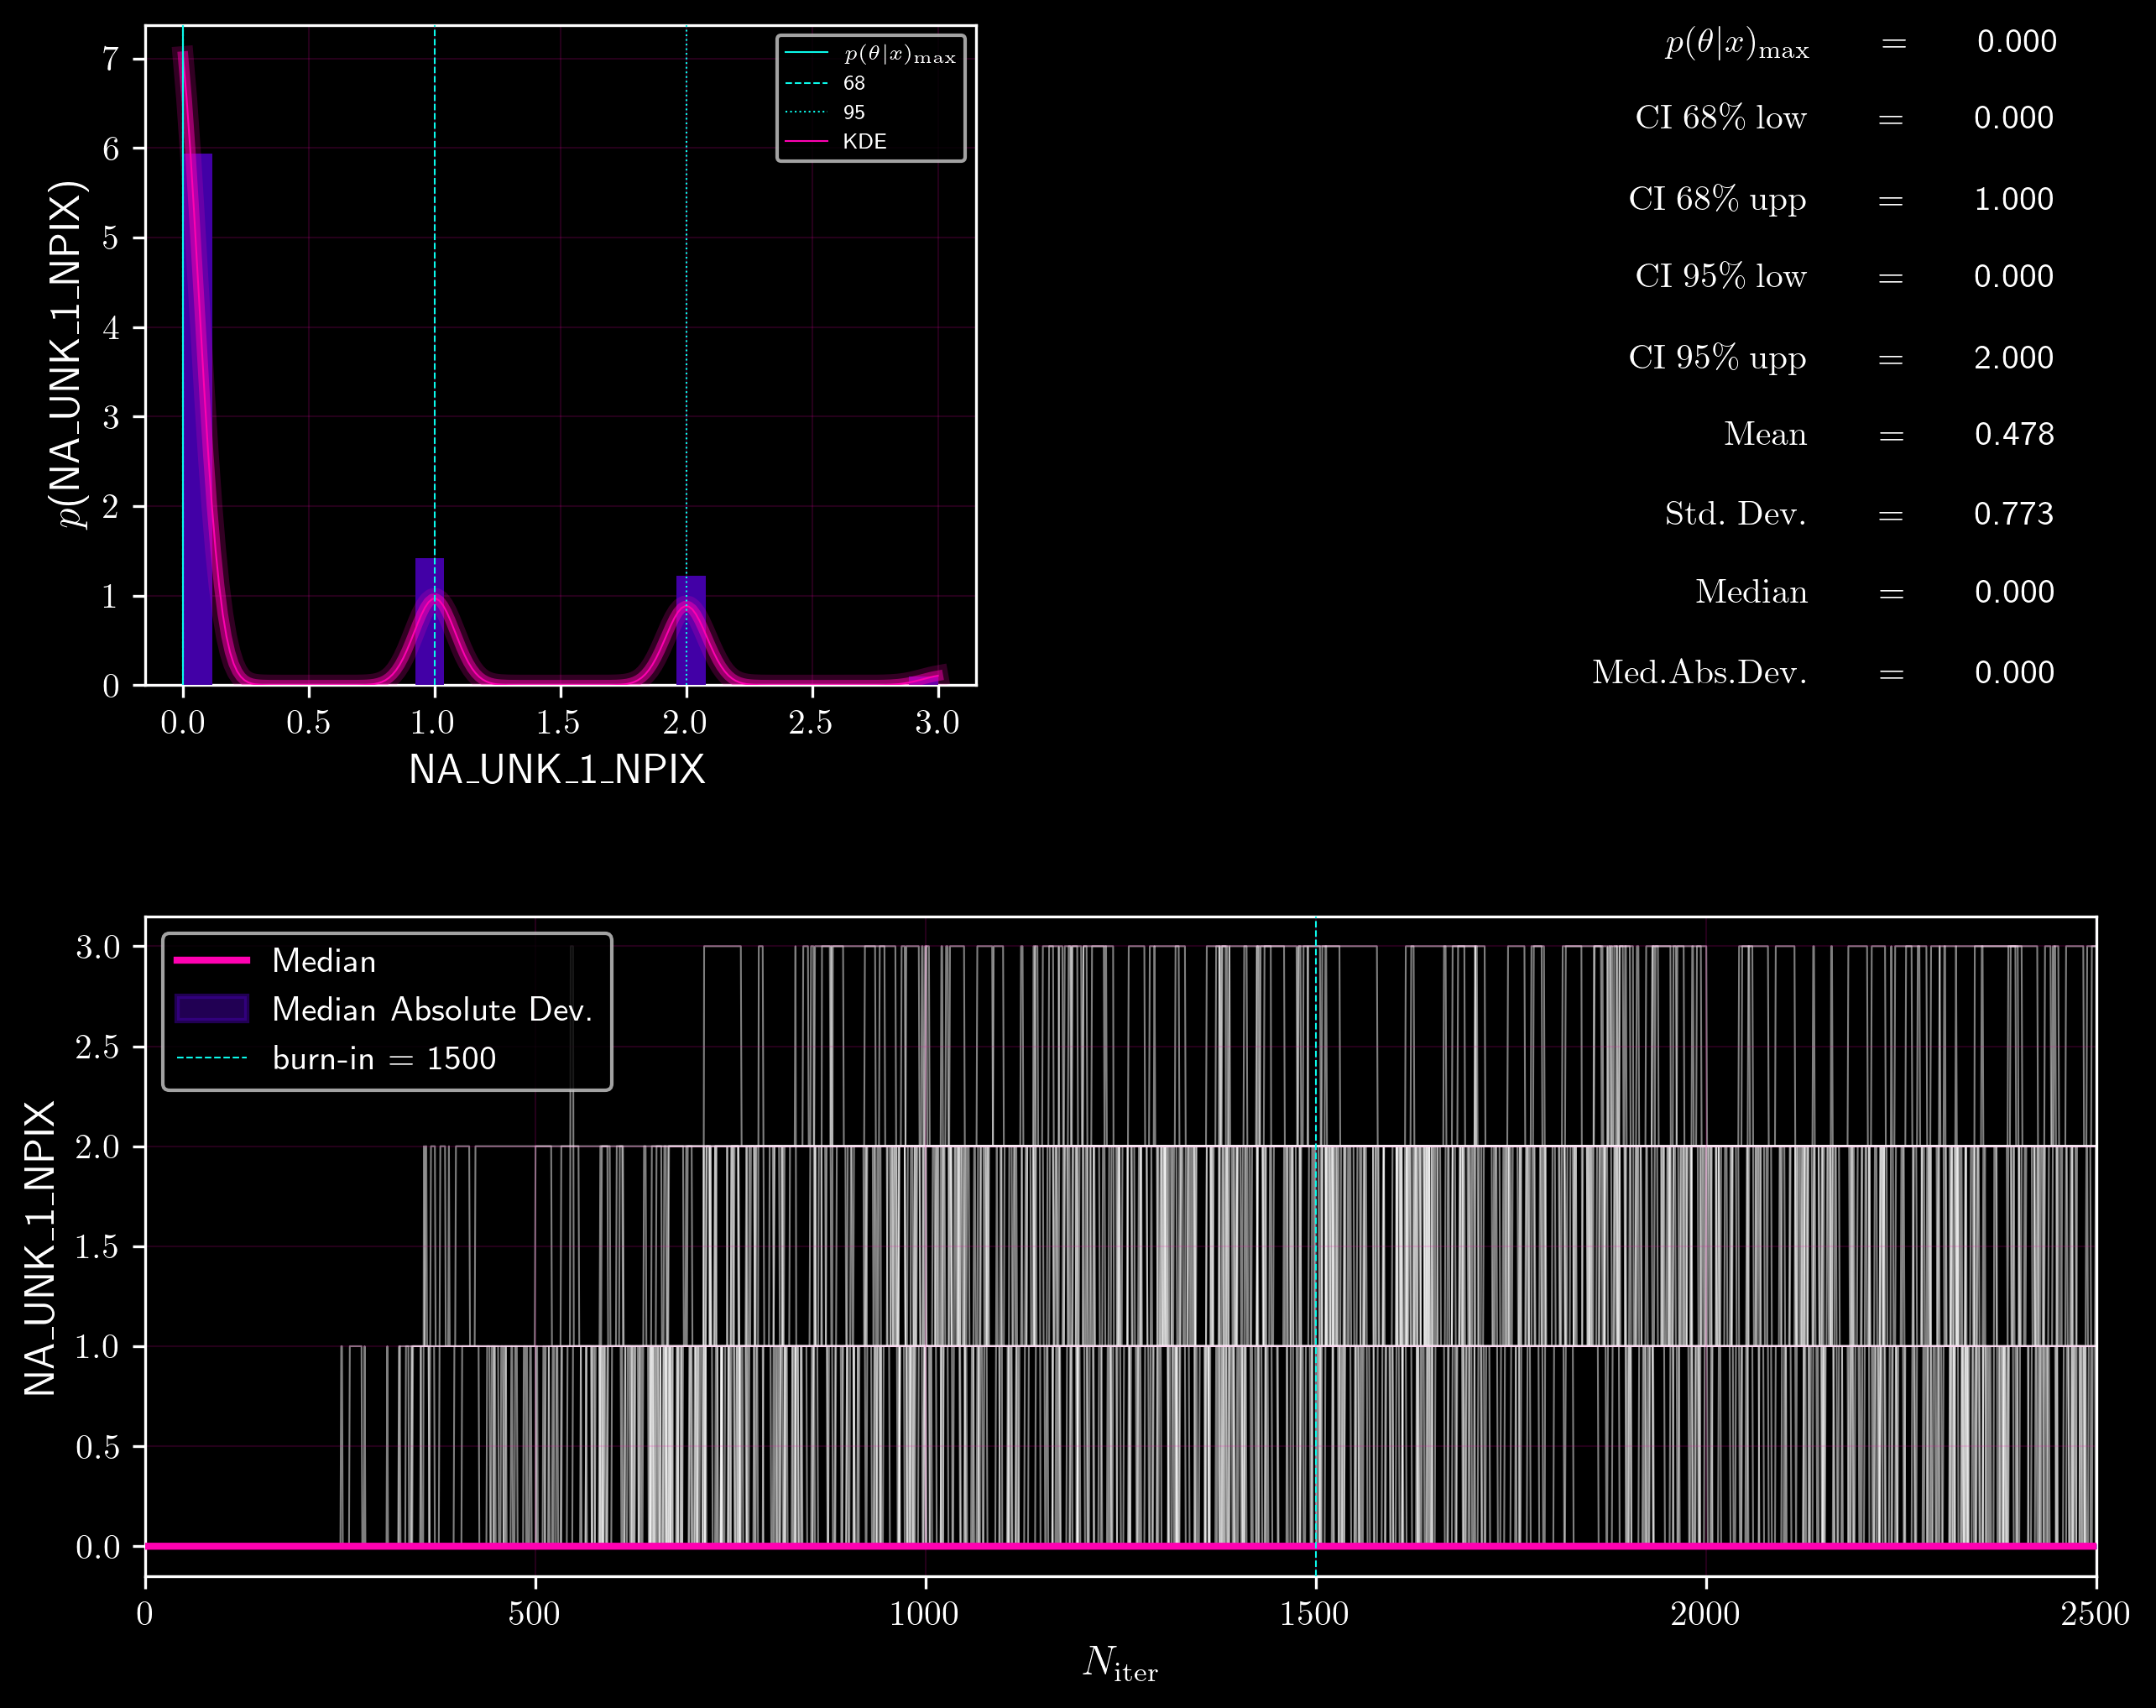 p(NA_UNK_1_NPIX)
7
6
5
4
3
2
1
0
0.0 0.5 1.0 1.5 2.0 2.5 3.0
NA_UNK_1_NPIX
p(θ|x)max
68
95
KDE
p(θ|x)max = 0.000
CI 68% low = 0.000
CI 68% upp = 1.000
CI 95% low = 0.000
CI 95% upp = 2.000
Mean = 0.478
Std. Dev. = 0.773
Median = 0.000
Med.Abs.Dev. = 0.000
NA_UNK_1_NPIX
3.0
2.5
2.0
1.5
1.0
0.5
0.0
Median
Median Absolute Dev.
burn-in = 1500
0 500 1000 1500 2000 2500
Niter